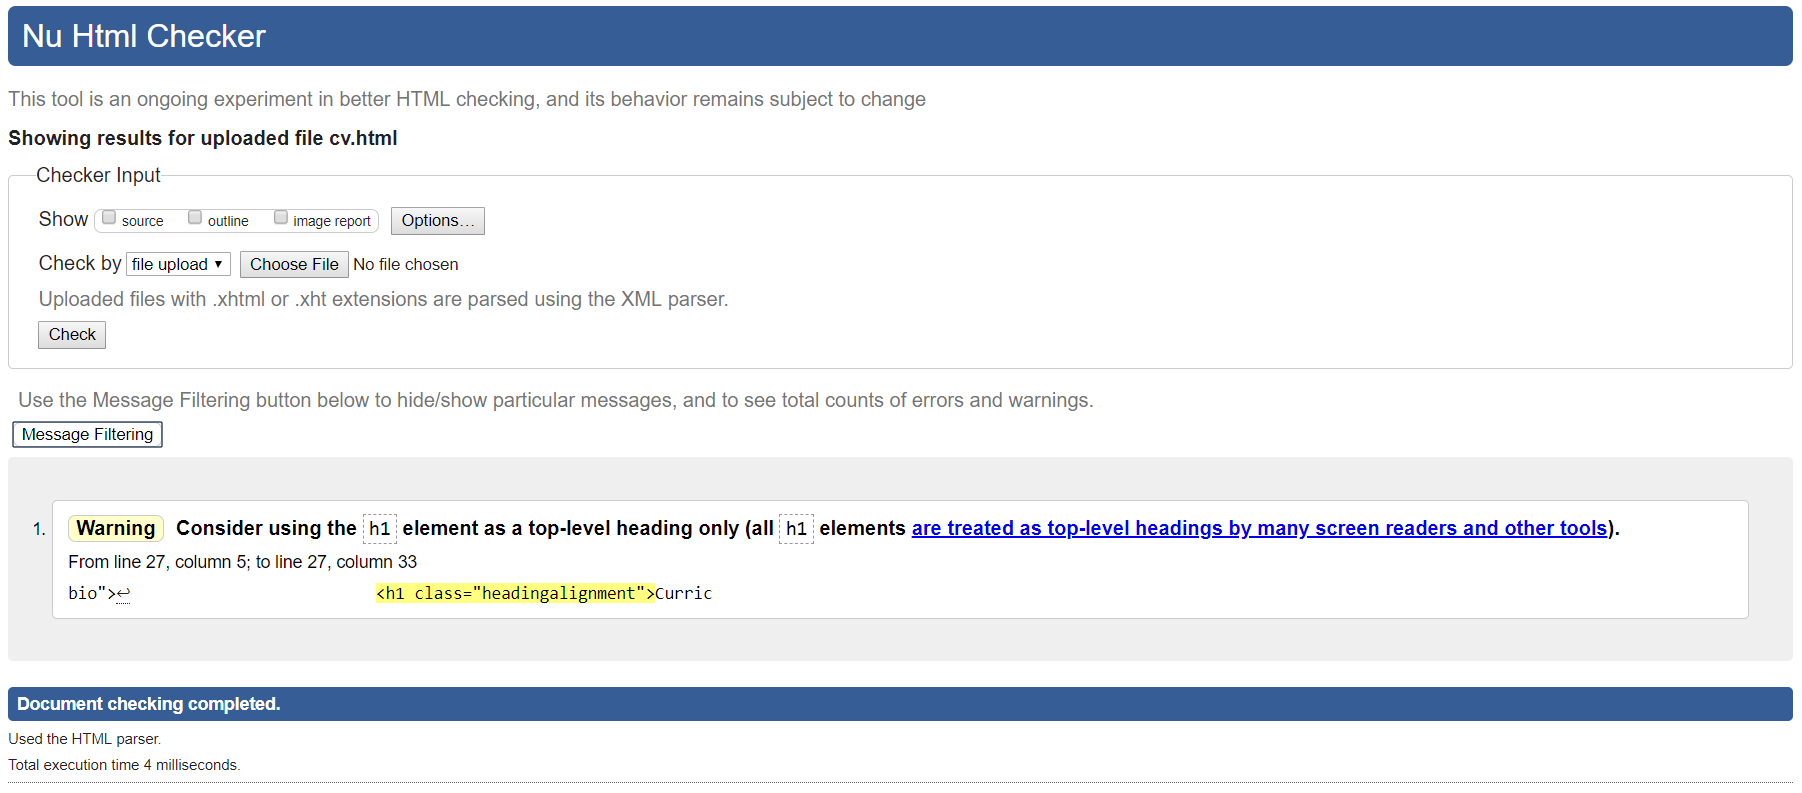 Nu Html Checker
This tool is an ongoing experiment in better HTML checking, and its behavior remains subject to change
Showing results for uploaded file cv.html
Checker Input
Show source outline image report Options...
Check by file upload ▼ Choose File No file chosen
Uploaded files with .xhtml or .xht extensions are parsed using the XML parser.
Check
Use the Message Filtering button below to hide/show particular messages, and to see total counts of errors and warnings.
Message Filtering
1. Warning Consider using the h1 element as a top-level heading only (all h1 elements are treated as top-level headings by many screen readers and other tools).
From line 27, column 5; to line 27, column 33
bio">↩ <h1 class="headingalignment">Curric
Document checking completed.
Used the HTML parser.
Total execution time 4 milliseconds.